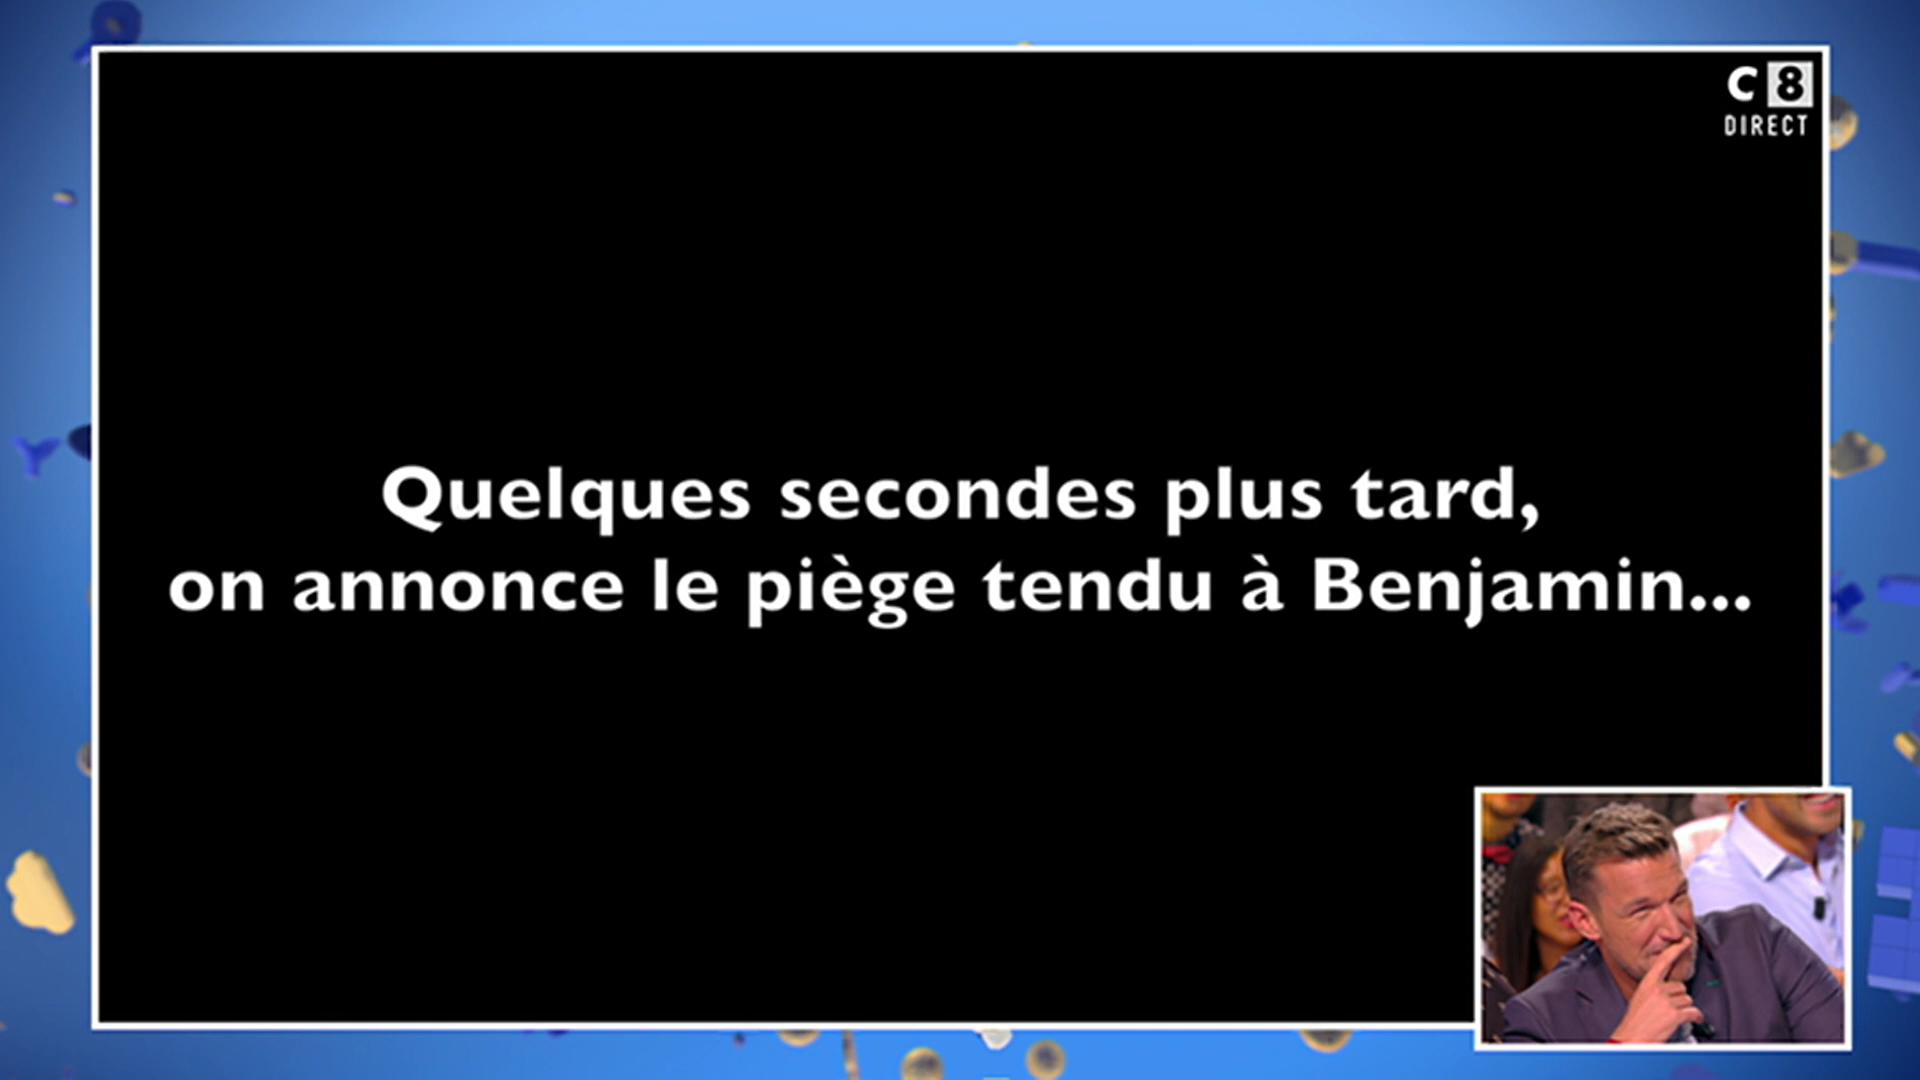 C8
DIRECT
Quelques secondes plus tard,
on annonce le piège tendu à Benjamin...